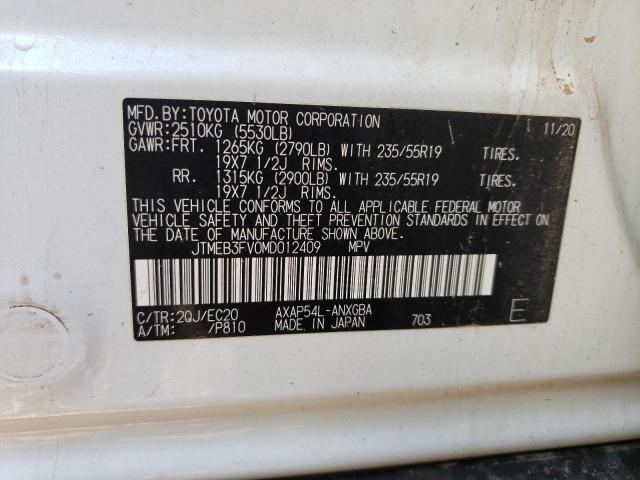 MFD.BY:TOYOTA MOTOR CORPORATION 11/20
GVWR:2510KG (5530LB)
GAWR:FRT. 1265KG (2790LB) WITH 235/55R19 TIRES.
19X7 1/2J RIMS.
RR. 1315KG (2900LB) WITH 235/55R19 TIRES.
19X7 1/2J RIMS.
THIS VEHICLE CONFORMS TO ALL APPLICABLE FEDERAL MOTOR
VEHICLE SAFETY AND THEFT PREVENTION STANDARDS IN EFFECT ON
THE DATE OF MANUFACTURE SHOWN ABOVE.
JTMEB3FV0MD012409 MPV
C/TR:2QJ/EC20 AXAP54L-ANXGBA 703 E
A/TM: /P810 MADE IN JAPAN